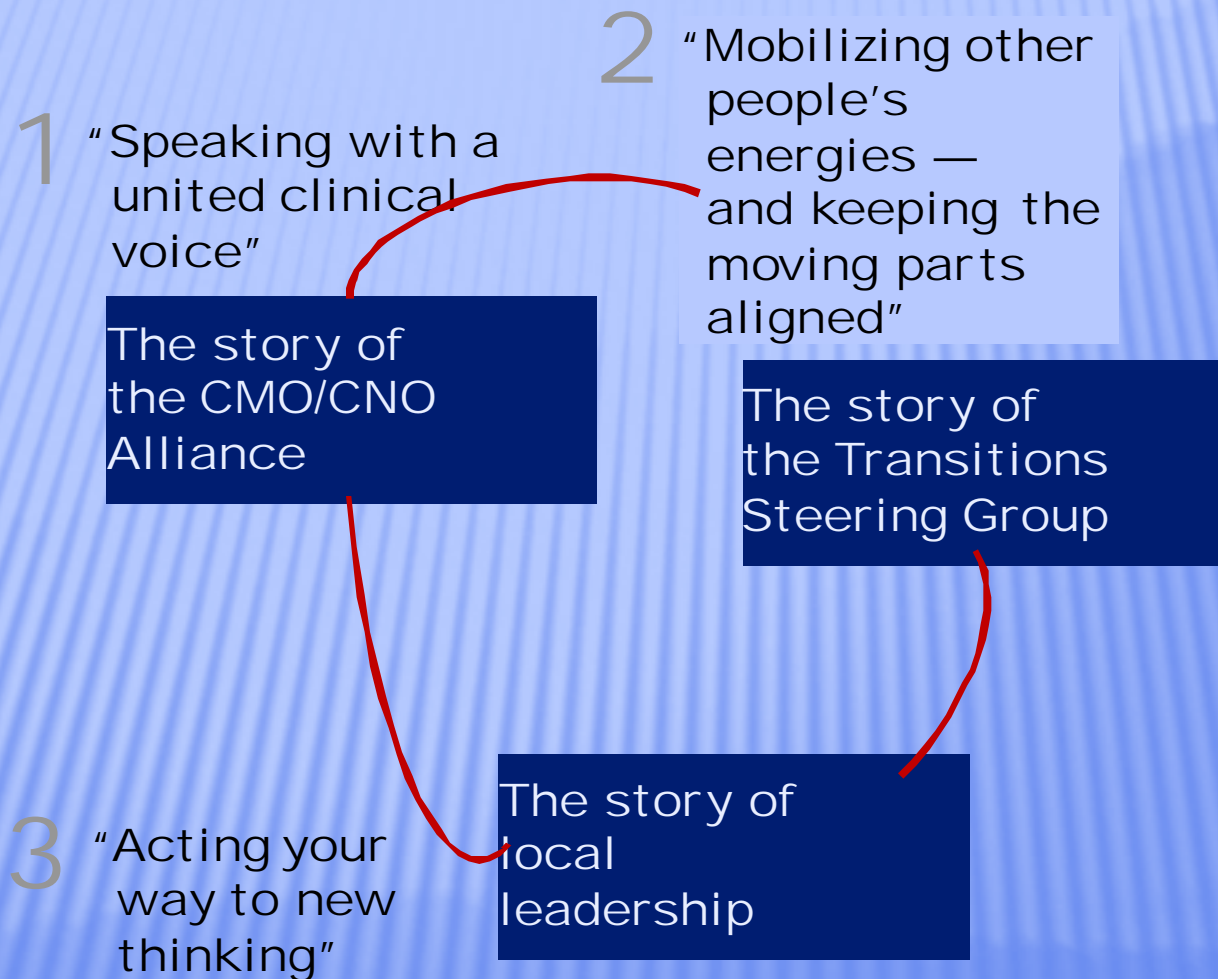 1 “Speaking with a
united clinical
voice”
The story of
the CMO/CNO
Alliance
2 “Mobilizing other
people’s
energies —
and keeping the
moving parts
aligned”
The story of
the Transitions
Steering Group
3 “Acting your
way to new
thinking”
The story of
local
leadership